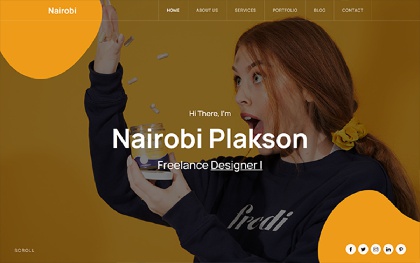 Nairobi
HOME ABOUT US SERVICES PORTFOLIO BLOG CONTACT
Hi There, I'm
Nairobi Plakson
Freelance Designer |
fredi
SCROLL